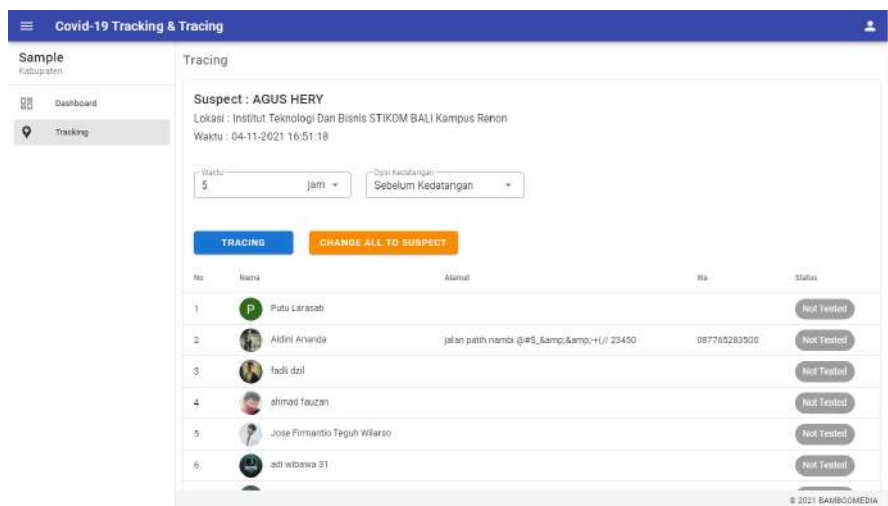 Covid-19 Tracking & Tracing
Sample
Kabupaten
Dashboard
Tracking
Tracing
Suspect : AGUS HERY
Lokasi : Institut Teknologi Dan Bisnis STIKOM BALI Kampus Renon
Waktu : 04-11-2021 16:51:18
Waktu
5 jam
Opsi Kedatangan
Sebelum Kedatangan
TRACING CHANGE ALL TO SUSPECT
No Nama Alamat Wa Status
1 P Putu Larasati Not Tested
2 Aldini Ananda jalan patih nambi @#$_&amp;&amp;-+(// 23450 087765283500 Not Tested
3 fadli dzil Not Tested
4 ahmad fauzan Not Tested
5 Jose Firmantio Teguh Wilarso Not Tested
6 adi wibawa 31 Not Tested
© 2021 BAMBOOMEDIA